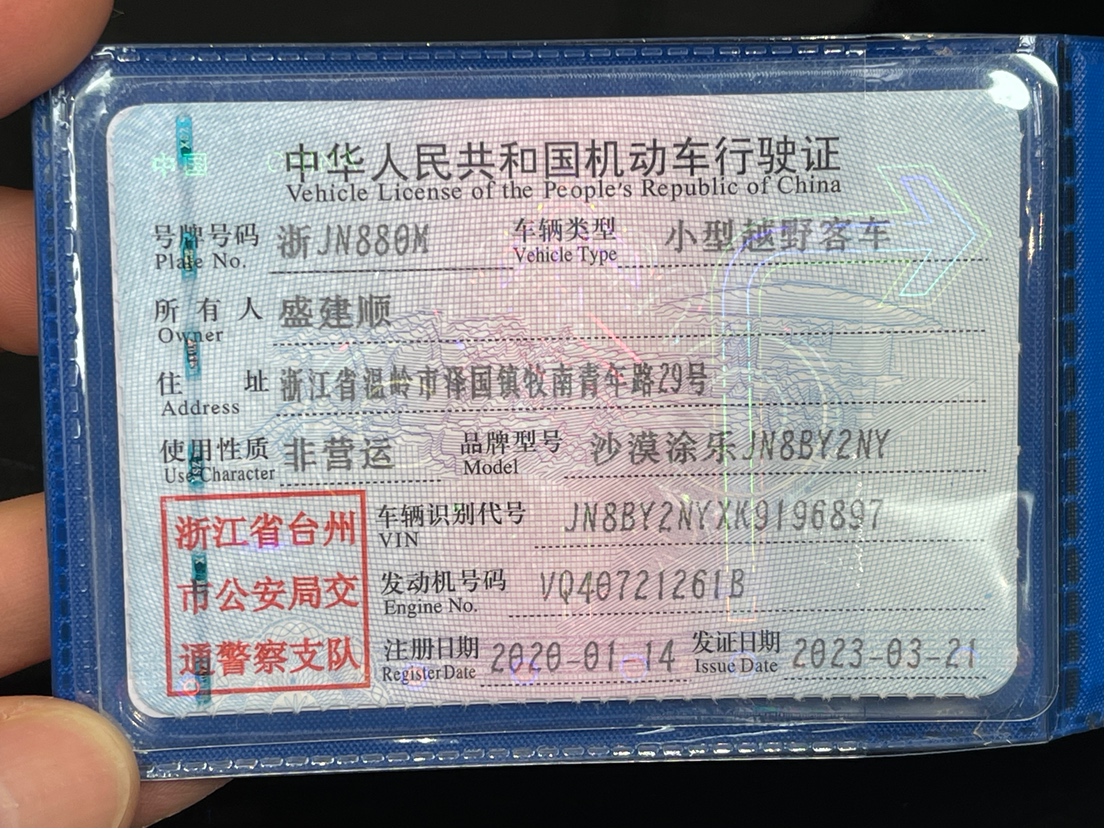 中国
中华人民共和国机动车行驶证
Vehicle License of the People's Republic of China
号牌号码 浙JN880M 车辆类型 小型越野客车
Plate No. Vehicle Type
所有人 盛建顺
Owner
住址 浙江省温岭市泽国镇牧南青年路29号
Address
使用性质 非营运 品牌型号 沙漠涂乐JN8BY2NY
Use Character Model
浙江省台州 车辆识别代号 JN8BY2NYXK9196897
VIN
市公安局交 发动机号码 VQ40721261B
Engine No.
通警察支队 注册日期 2020-01-14 发证日期 2023-03-21
Register Date Issue Date